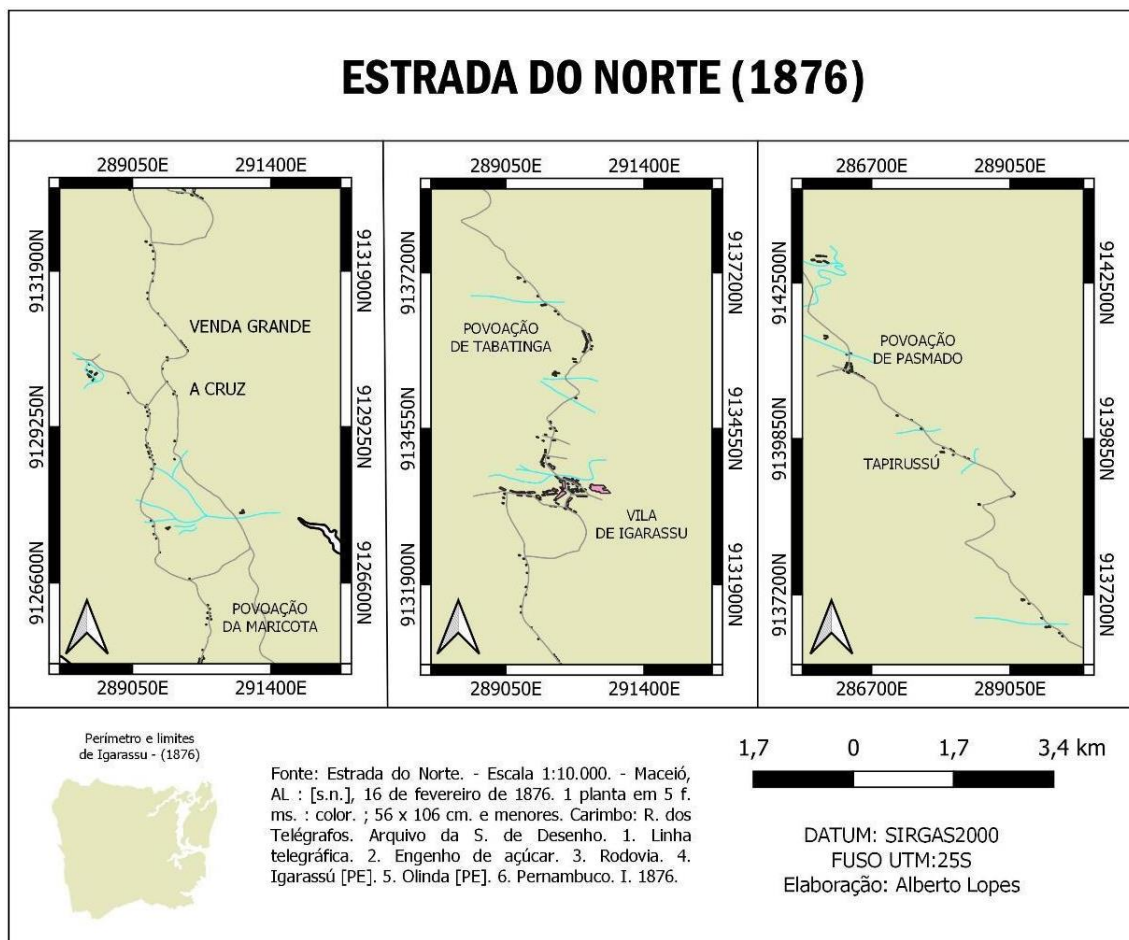 ESTRADA DO NORTE (1876)
289050E 291400E
9131900N
9129250N
9126600N
9131900N
9129250N
9126600N
VENDA GRANDE
A CRUZ
POVOAÇÃO
DA MARICOTA
289050E 291400E
289050E 291400E
9137200N
9134550N
9131900N
9137200N
9134550N
9131900N
POVOAÇÃO
DE TABATINGA
VILA
DE IGARASSU
289050E 291400E
286700E 289050E
9142500N
9139850N
9137200N
9142500N
9139850N
9137200N
POVOAÇÃO
DE PASMADO
TAPIRUSSÚ
286700E 289050E
Perímetro e limites
de Igarassu - (1876)
Fonte: Estrada do Norte. - Escala 1:10.000. - Maceió,
AL : [s.n.], 16 de fevereiro de 1876. 1 planta em 5 f.
ms. : color. ; 56 x 106 cm. e menores. Carimbo: R. dos
Telégrafos. Arquivo da S. de Desenho. 1. Linha
telegráfica. 2. Engenho de açúcar. 3. Rodovia. 4.
Igarassú [PE]. 5. Olinda [PE]. 6. Pernambuco. I. 1876.
1,7 0 1,7 3,4 km
DATUM: SIRGAS2000
FUSO UTM:25S
Elaboração: Alberto Lopes